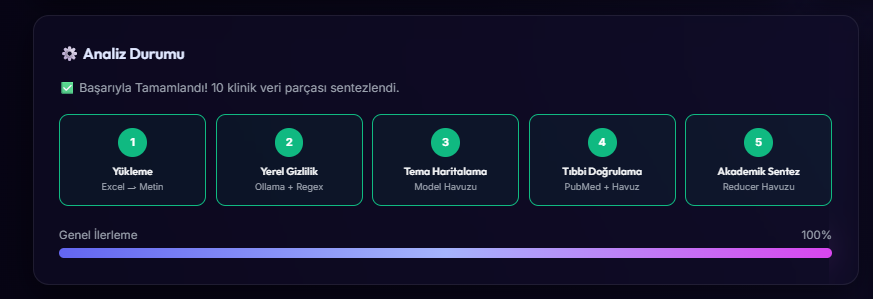 Analiz Durumu
Başarıyla Tamamlandı! 10 klinik veri parçası sentezlendi.
1
Yükleme
Excel → Metin
2
Yerel Gizlilik
Ollama + Regex
3
Tema Haritalama
Model Havuzu
4
Tıbbi Doğrulama
PubMed + Havuz
5
Akademik Sentez
Reducer Havuzu
Genel İlerleme
100%